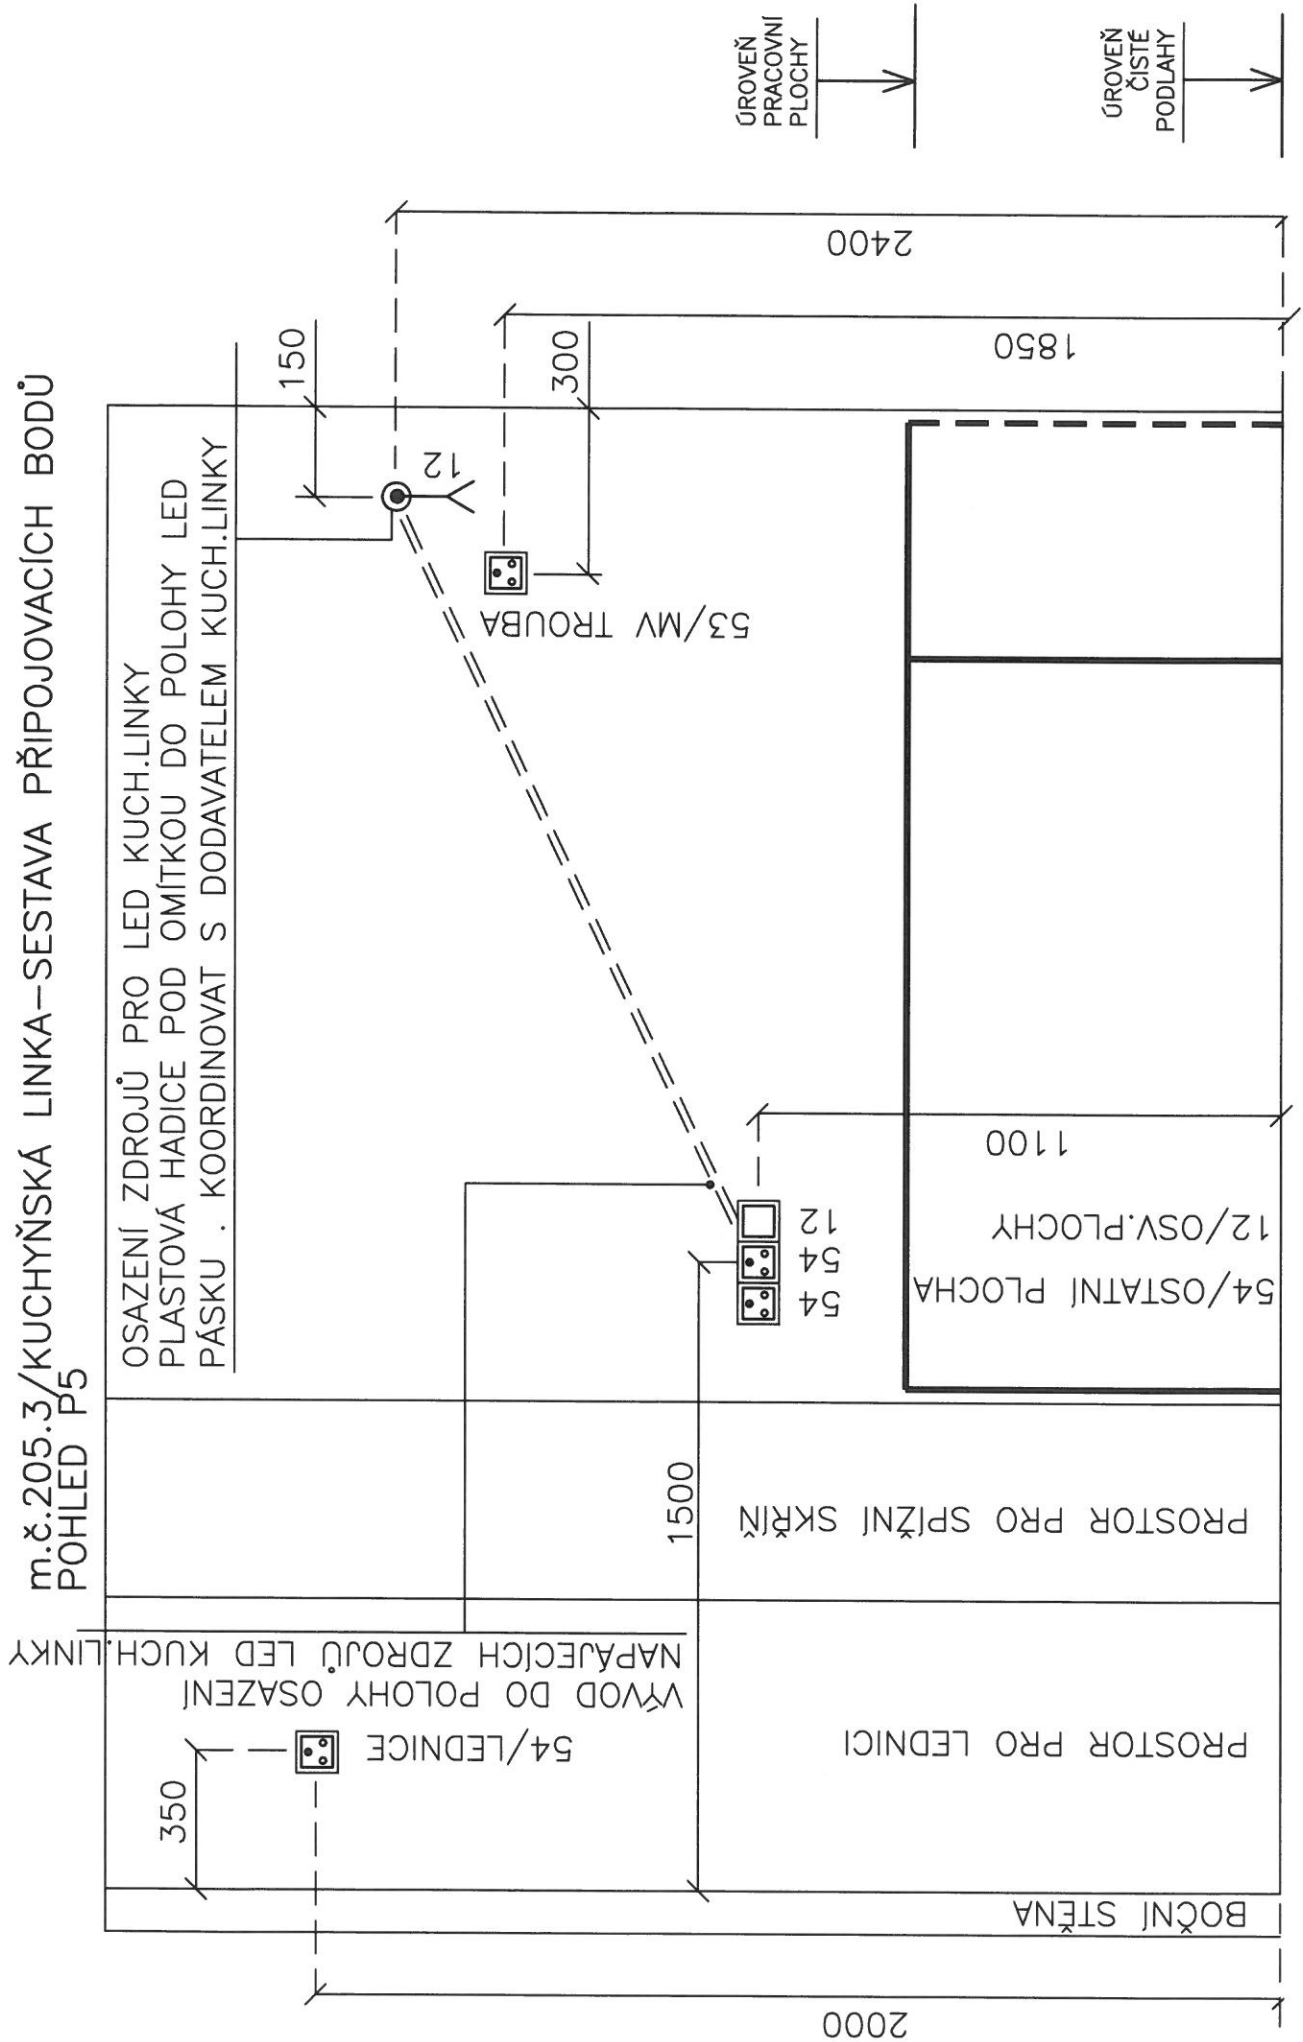 m.č.205.3/KUCHYŇSKÁ LINKA-SESTAVA PŘIPOJOVACÍCH BODŮ
POHLED P5
OSAZENÍ ZDROJŮ PRO LED KUCH.LINKY
PLASTOVÁ HADICE POD OMÍTKOU DO POLOHY LED
PÁSKU . KOORDINOVAT S DODAVATELEM KUCH.LINKY
VÝVOD DO POLOHY OSAZENÍ
NAPÁJECÍCH ZDROJŮ LED KUCH.LINKY
350
54/LEDNICE
150
12
300
53/MV TROUBA
2400
1850
2000
1500
54
54
12
1100
54/OSTATNÍ PLOCHA
12/OSV.PLOCHY
BOČNÍ STĚNA
PROSTOR PRO LEDNICI
PROSTOR PRO SPÍŽNÍ SKŘÍŇ
ÚROVEŇ
PRACOVNÍ
PLOCHY
ÚROVEŇ
ČISTÉ
PODLAHY